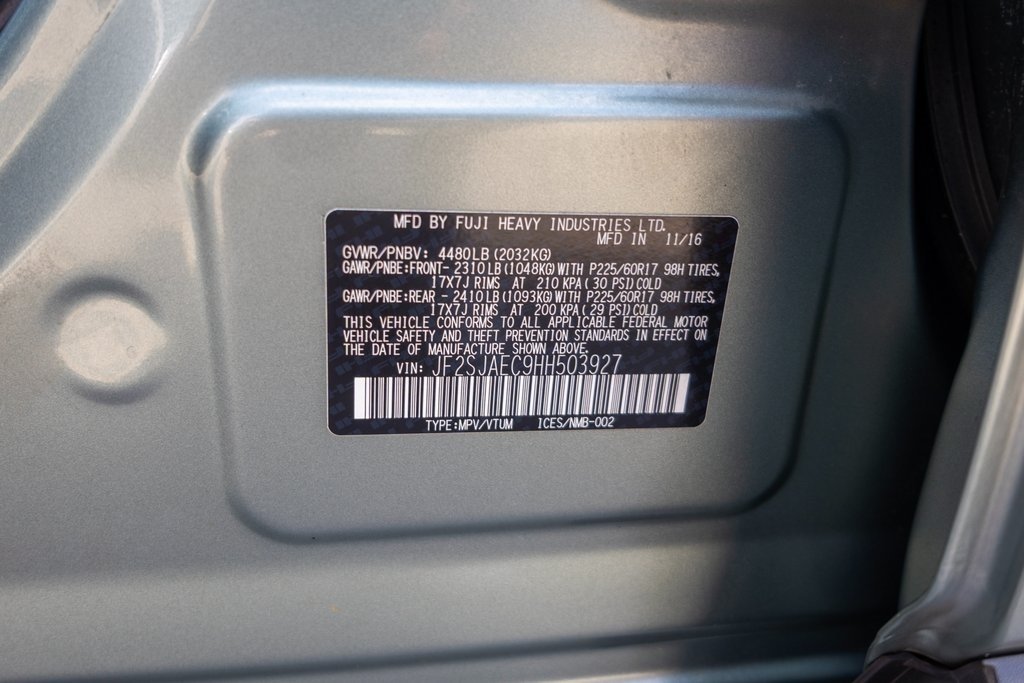 MFD BY FUJI HEAVY INDUSTRIES LTD.
MFD IN 11/16
GVWR/PNBV: 4480LB(2032KG)
GAWR/PNBE:FRONT- 2310LB(1048KG)WITH P225/60R17 98H TIRES,
17X7J RIMS AT 210 KPA( 30 PSI)COLD
GAWR/PNBE:REAR - 2410LB(1093KG)WITH P225/60R17 98H TIRES,
17X7J RIMS AT 200 KPA( 29 PSI)COLD
THIS VEHICLE CONFORMS TO ALL APPLICABLE FEDERAL MOTOR
VEHICLE SAFETY AND THEFT PREVENTION STANDARDS IN EFFECT ON
THE DATE OF MANUFACTURE SHOWN ABOVE.
VIN: JF2SJAEC9HH503927
TYPE:MPV/VTUM ICES/NMB-002